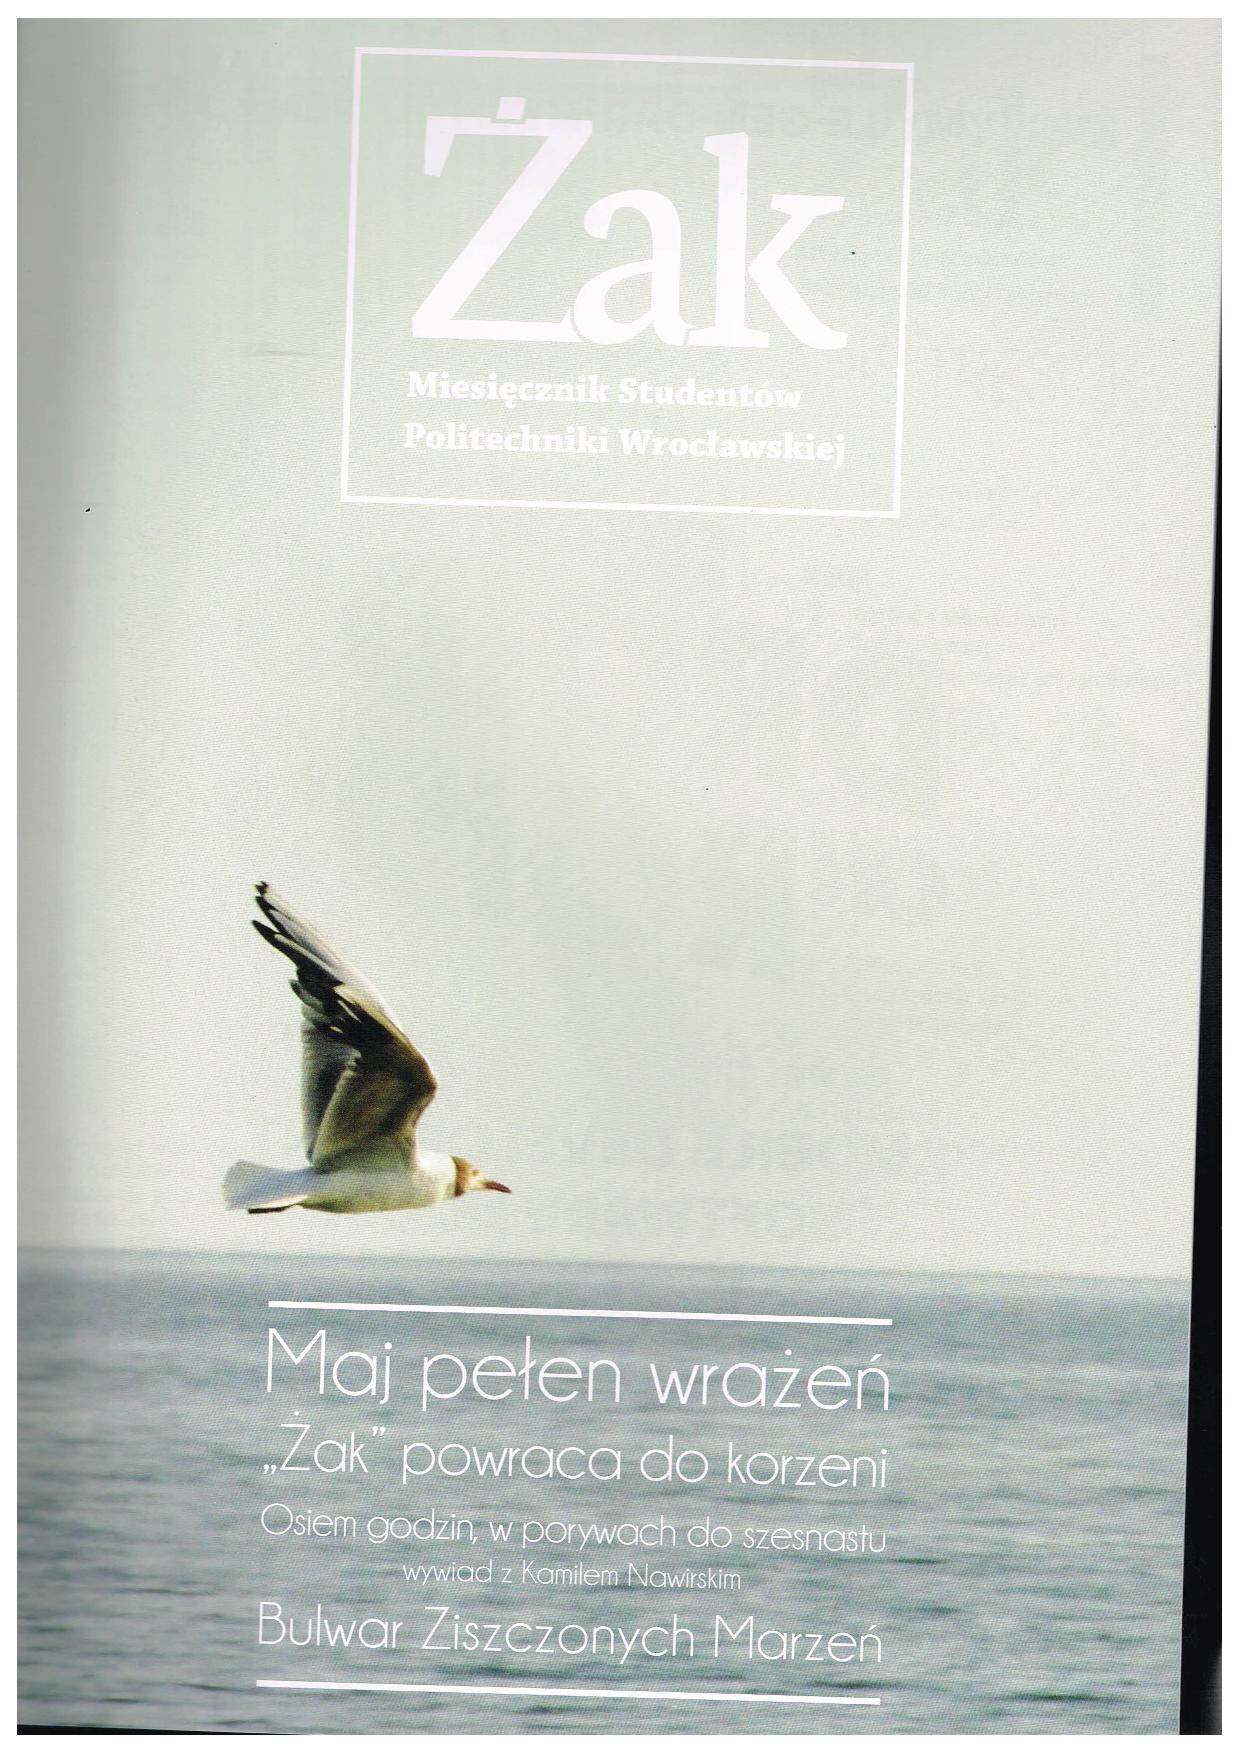 Żak
Miesięcznik Studentów
Politechniki Wrocławskiej
Maj pełen wrażeń
„Żak” powraca do korzeni
Osiem godzin, w porywach do szesnastu
wywiad z Kamilem Nawirskim
Bulwar Ziszczonych Marzeń